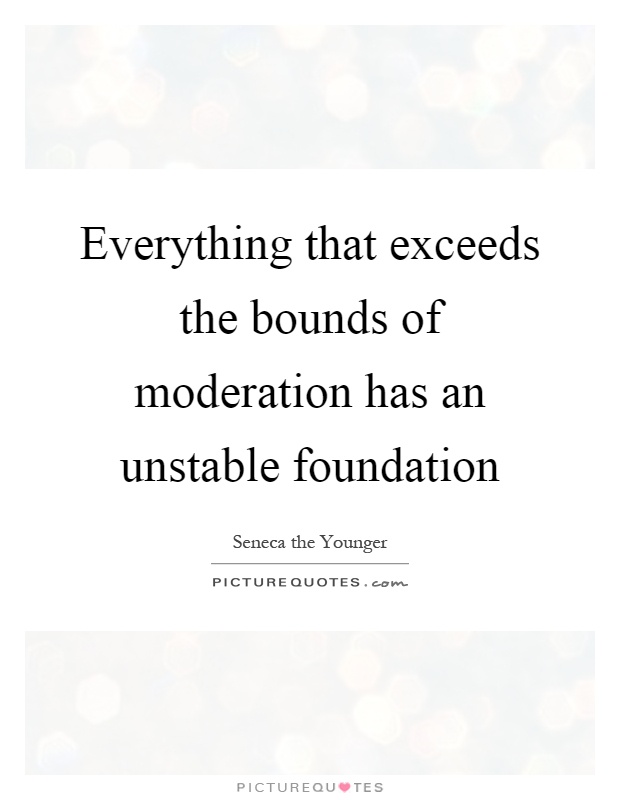 Everything that exceeds
the bounds of
moderation has an
unstable foundation
Seneca the Younger
PICTUREQUOTES.com
PICTUREQUOTES